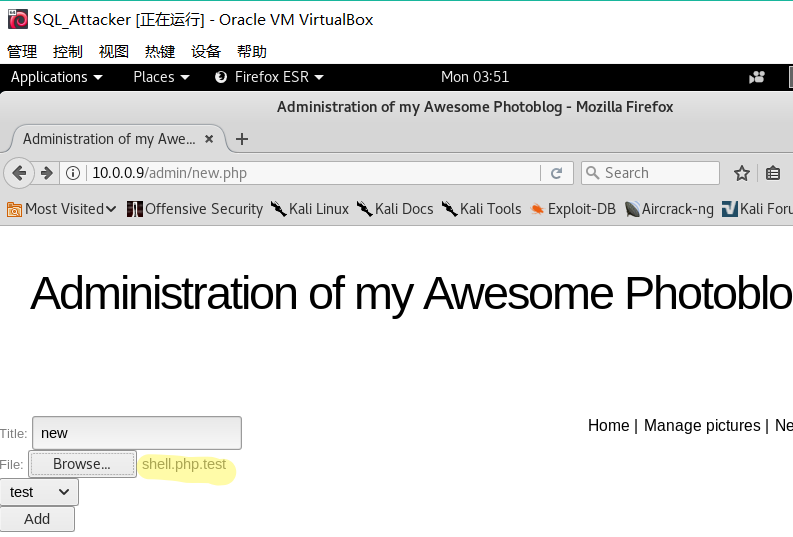 SQL_Attacker [正在运行] - Oracle VM VirtualBox
管理 控制 视图 热键 设备 帮助
Applications Places Firefox ESR Mon 03:51
Administration of my Awesome Photoblog - Mozilla Firefox
Administration of my Awe... × +
10.0.0.9/admin/new.php Search
Most Visited Offensive Security Kali Linux Kali Docs Kali Tools Exploit-DB Aircrack-ng Kali Foru
Administration of my Awesome Photoblo
Home | Manage pictures | Ne
Title: new
File: Browse... shell.php.test
test
Add